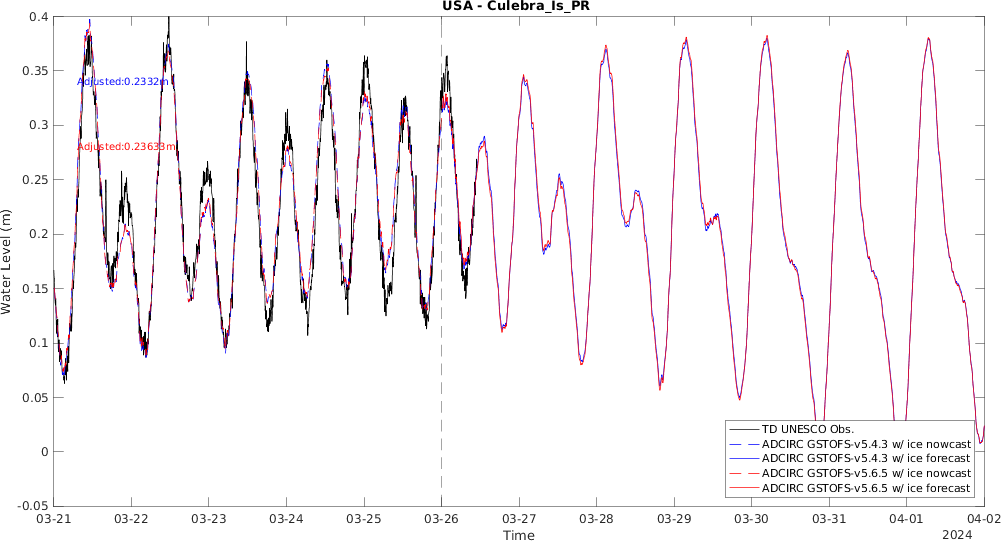 USA - Culebra_Is_PR
0.4
0.35
0.3
0.25
0.2
0.15
0.1
0.05
0
-0.05
Water Level (m)
Adjusted:0.2332m
Adjusted:0.23633m
TD UNESCO Obs.
ADCIRC GSTOFS-v5.4.3 w/ ice nowcast
ADCIRC GSTOFS-v5.4.3 w/ ice forecast
ADCIRC GSTOFS-v5.6.5 w/ ice nowcast
ADCIRC GSTOFS-v5.6.5 w/ ice forecast
03-21 03-22 03-23 03-24 03-25 03-26 03-27 03-28 03-29 03-30 03-31 04-01 04-02
Time
2024